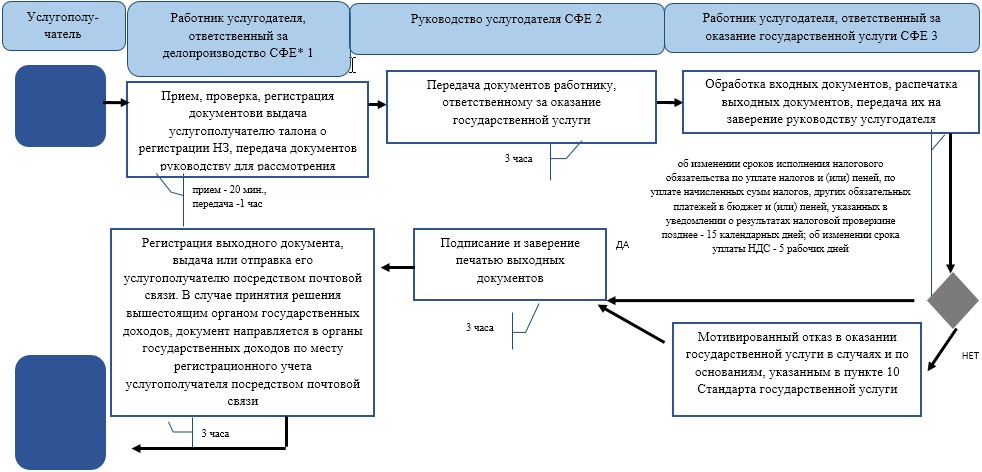 Услугополу-
чатель
Работник услугодателя,
ответственный за
делопроизводство СФЕ* 1
Руководство услугодателя СФЕ 2
Работник услугодателя, ответственный за
оказание государственной услуги СФЕ 3
Прием, проверка, регистрация
документови выдача
услугополучателю талона о
регистрации НЗ, передача документов
руководству для рассмотрения
Передача документов работнику,
ответственному за оказание
государственной услуги
Обработка входных документов, распечатка
выходных документов, передача их на
заверение руководству услугодателя
прием - 20 мин.,
передача -1 час
3 часа
об изменении сроков исполнения налогового
обязательства по уплате налогов и (или) пеней, по
уплате начисленных сумм налогов, других обязательных
платежей в бюджет и (или) пеней, указанных в
уведомлении о результатах налоговой проверкине
позднее - 15 календарных дней; об изменении срока
уплаты НДС - 5 рабочих дней
Регистрация выходного документа,
выдача или отправка его
услугополучателю посредством почтовой
связи. В случае принятия решения
вышестоящим органом государственных
доходов, документ направляется в органы
государственных доходов по месту
регистрационного учета
услугополучателя посредством почтовой
связи
Подписание и заверение
печатью выходных
документов
ДА
3 часа
Мотивированный отказ в оказании
государственной услуги в случаях и по
основаниям, указанным в пункте 10
Стандарта государственной услуги
НЕТ
3 часа